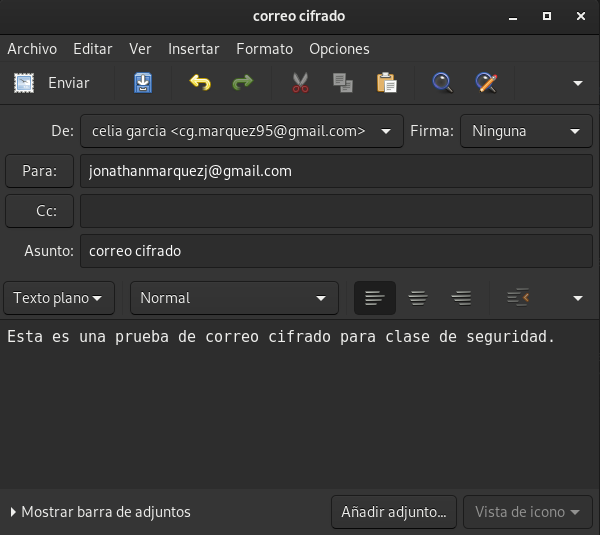 correo cifrado
Archivo Editar Ver Insertar Formato Opciones
Enviar
De: celia garcia <cg.marquez95@gmail.com> Firma: Ninguna
Para: jonathanmarquezj@gmail.com
Cc:
Asunto: correo cifrado
Texto plano Normal
Esta es una prueba de correo cifrado para clase de seguridad.
Mostrar barra de adjuntos Añadir adjunto... Vista de icono